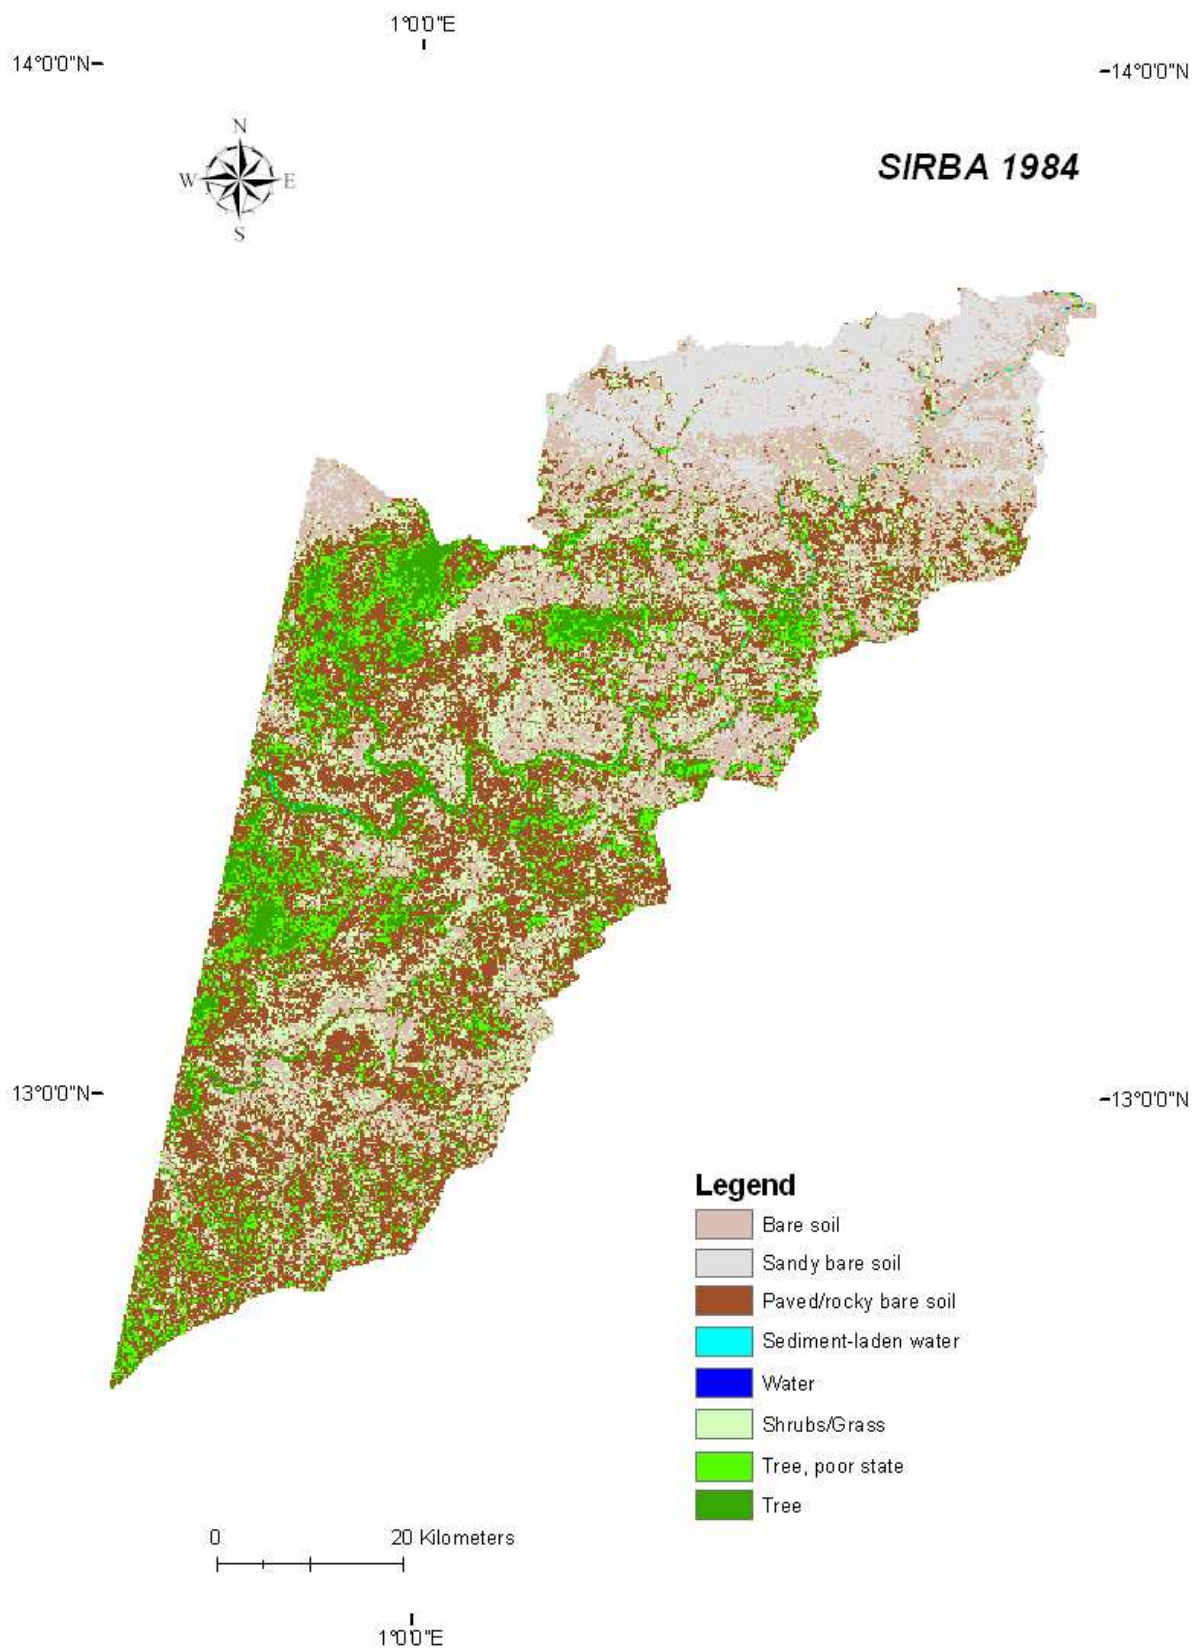 1°0'0"E
14°0'0"N
14°0'0"N
N
W E
S
SIRBA 1984
13°0'0"N
13°0'0"N
Legend
Bare soil
Sandy bare soil
Paved/rocky bare soil
Sediment-laden water
Water
Shrubs/Grass
Tree, poor state
Tree
0 20 Kilometers
1°0'0"E